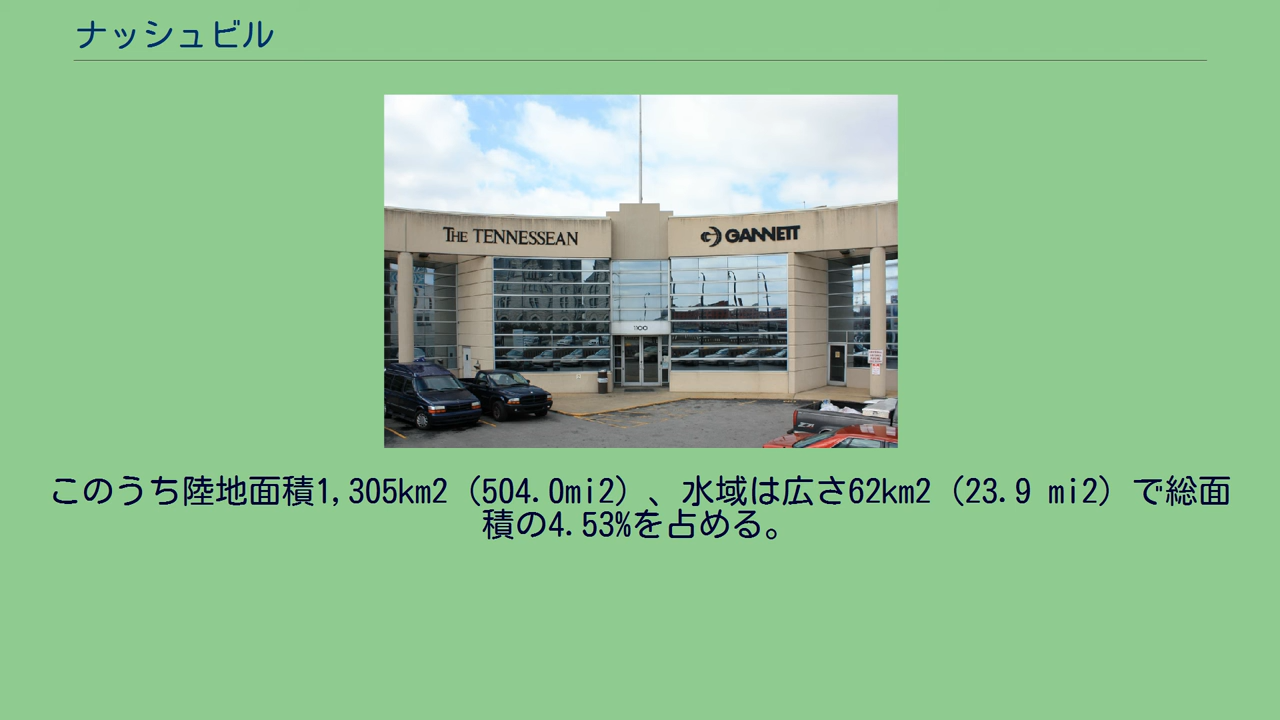 ナッシュビル
THE TENNESSEAN
GANNETT
1100
このうち陸地面積1,305km2（504.0mi2）、水域は広さ62km2（23.9 mi2）で総面
積の4.53%を占める。